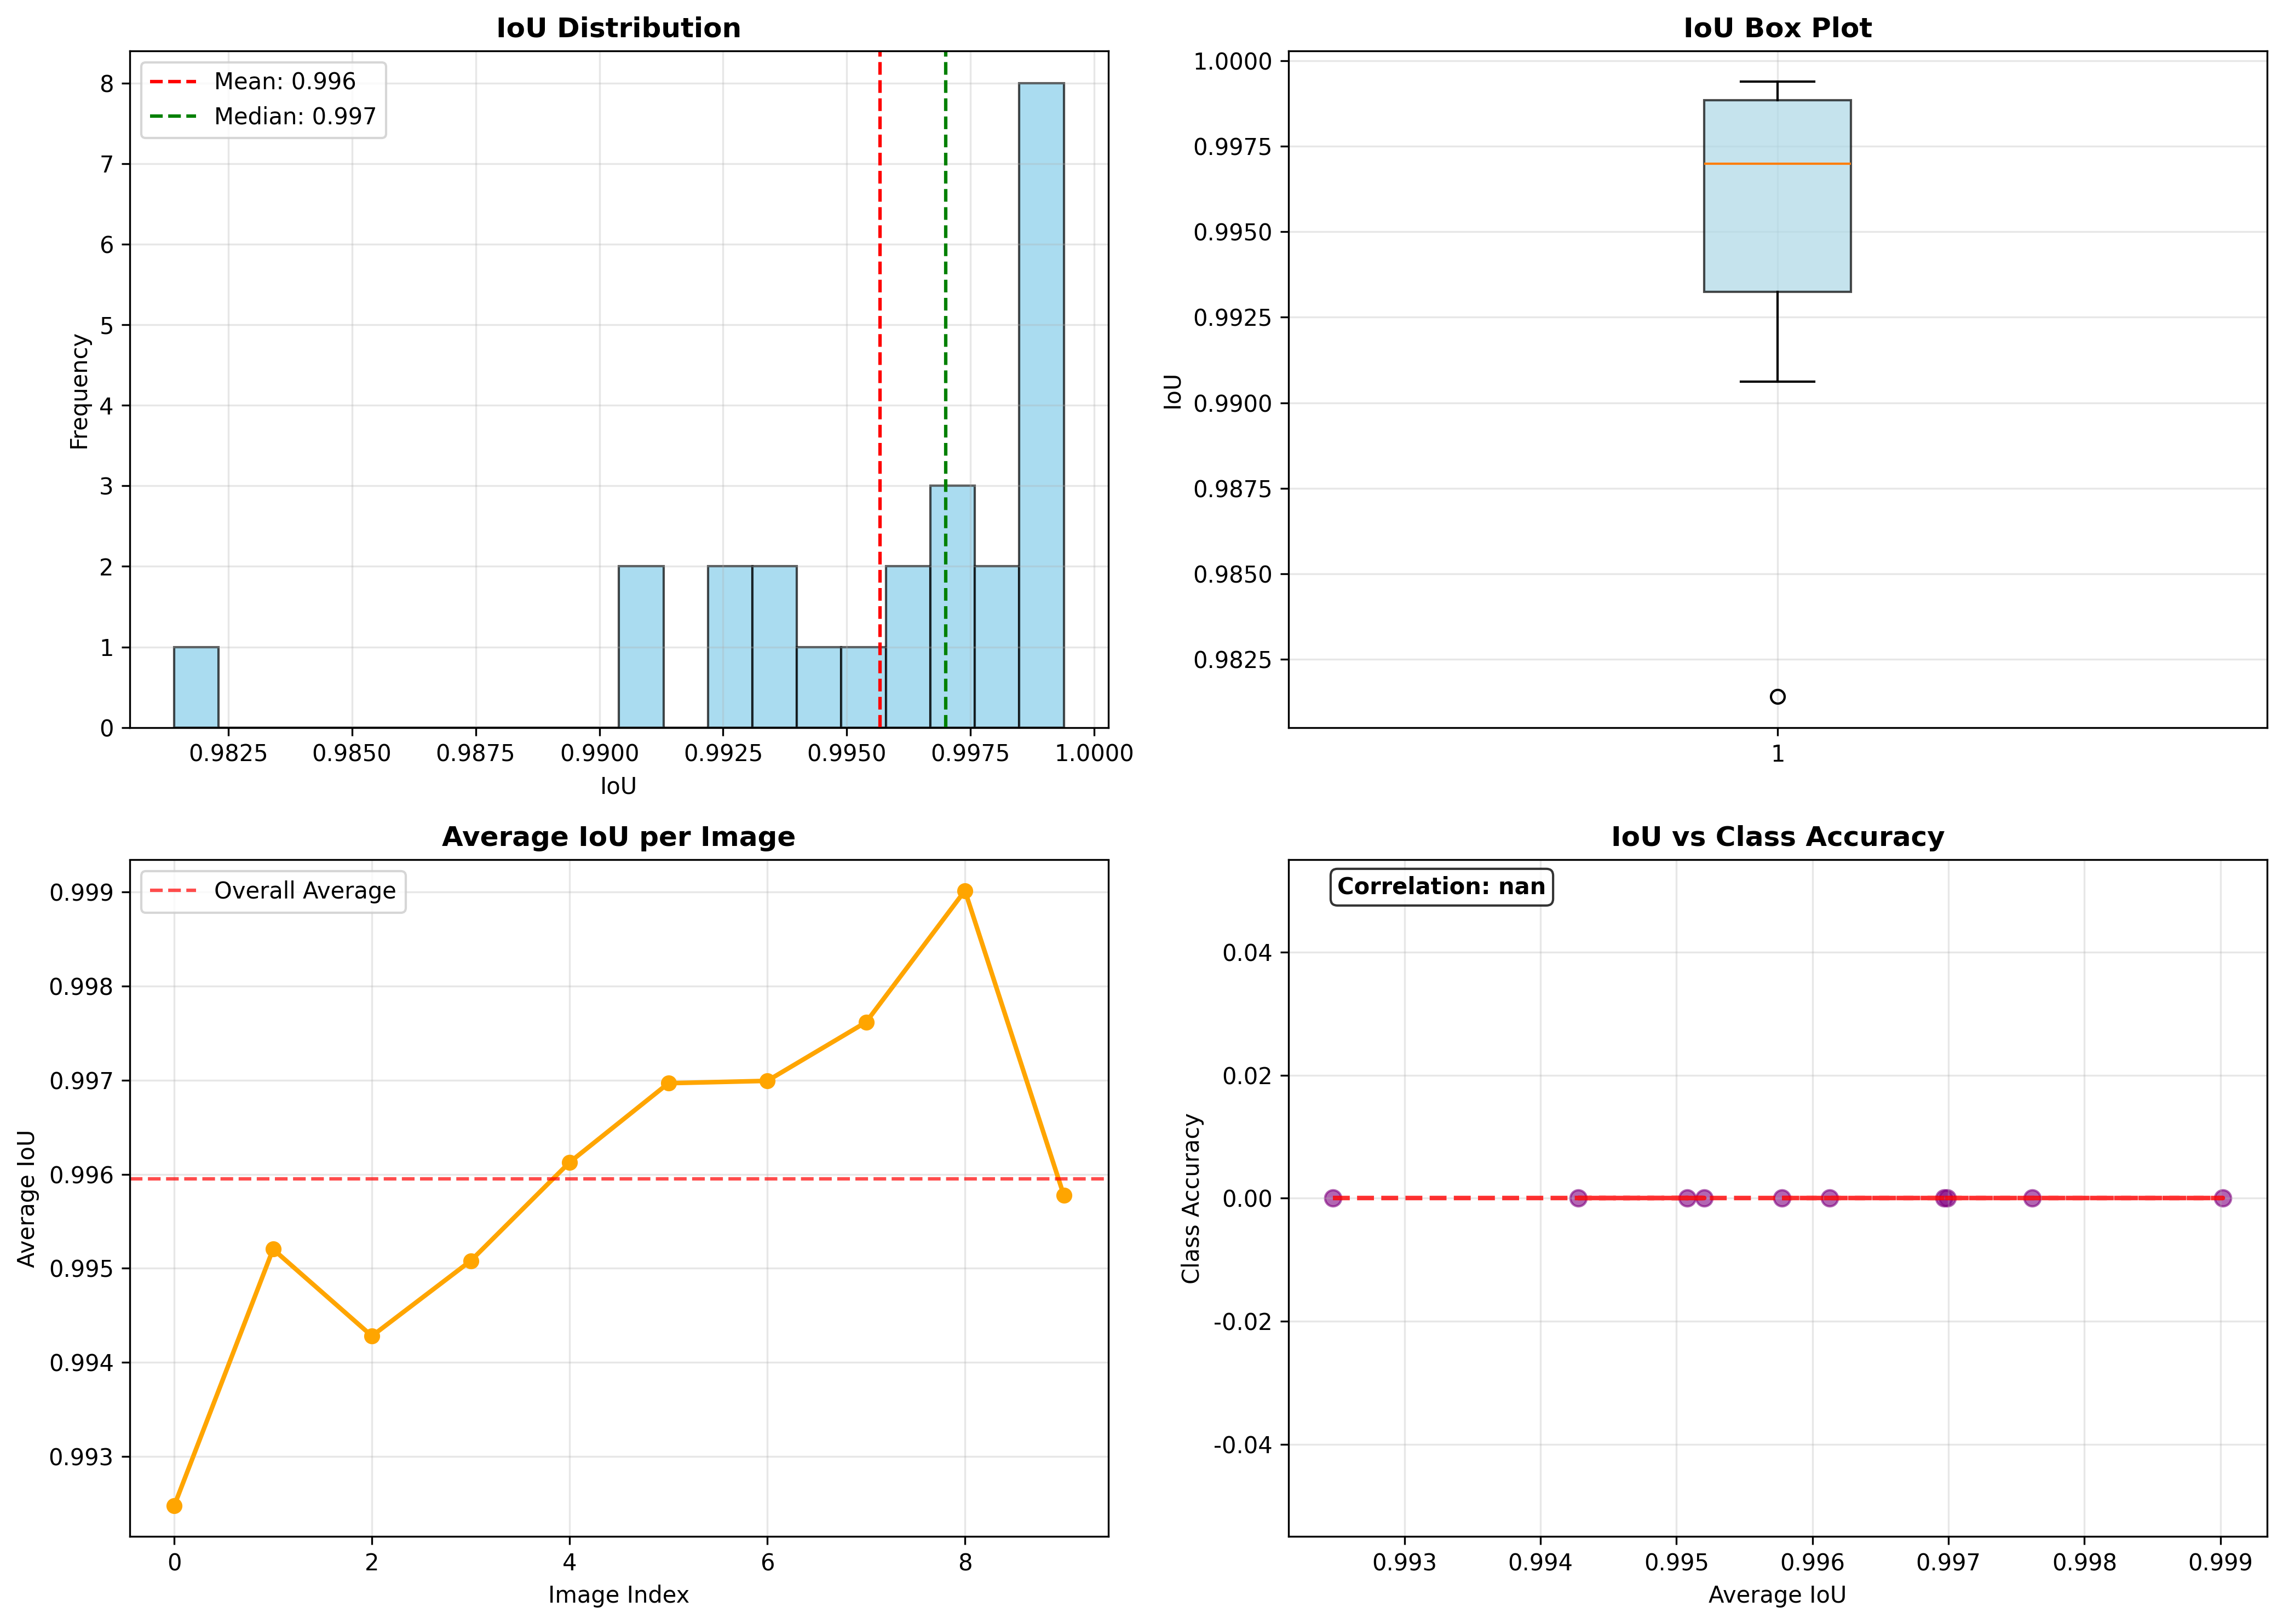 IoU Distribution
Mean: 0.996
Median: 0.997
8
7
6
5
4
3
2
1
0
Frequency
0.9825 0.9850 0.9875 0.9900 0.9925 0.9950 0.9975 1.0000
IoU
IoU Box Plot
1.0000
0.9975
0.9950
0.9925
0.9900
0.9875
0.9850
0.9825
IoU
1
Average IoU per Image
Overall Average
0.999
0.998
0.997
0.996
0.995
0.994
0.993
Average IoU
0 2 4 6 8
Image Index
IoU vs Class Accuracy
Correlation: nan
0.04
0.02
0.00
-0.02
-0.04
Class Accuracy
0.993 0.994 0.995 0.996 0.997 0.998 0.999
Average IoU